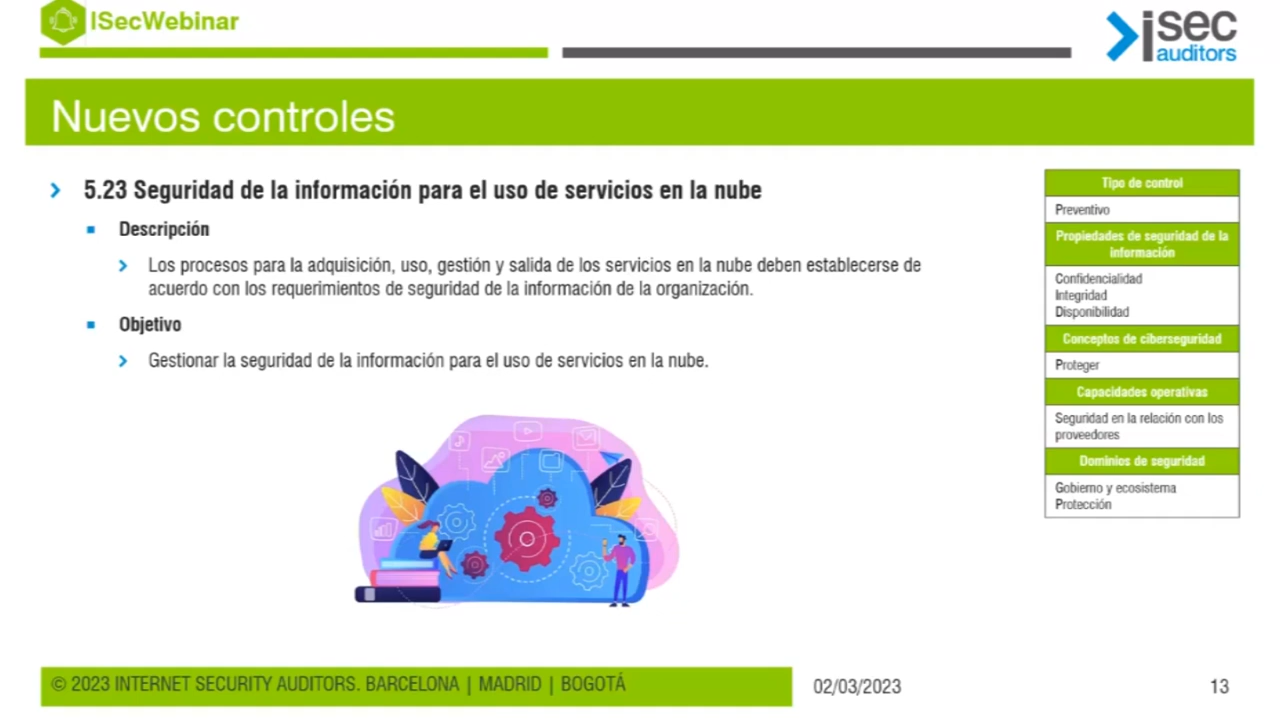 ISecWebinar
isec
auditors
Nuevos controles
5.23 Seguridad de la información para el uso de servicios en la nube
Descripción
Los procesos para la adquisición, uso, gestión y salida de los servicios en la nube deben establecerse de
acuerdo con los requerimientos de seguridad de la información de la organización.
Objetivo
Gestionar la seguridad de la información para el uso de servicios en la nube.
Tipo de control
Preventivo
Propiedades de seguridad de la
información
Confidencialidad
Integridad
Disponibilidad
Conceptos de ciberseguridad
Proteger
Capacidades operativas
Seguridad en la relación con los
proveedores
Dominios de seguridad
Gobierno y ecosistema
Protección
© 2023 INTERNET SECURITY AUDITORS. BARCELONA | MADRID | BOGOTÁ
02/03/2023
13